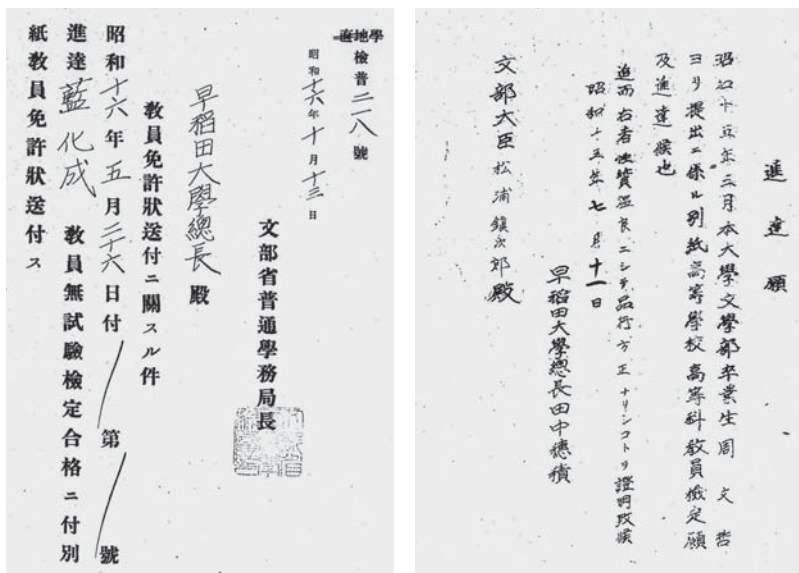 檢普二一八號
昭和十六年十月十三日
文部省普通學務局長
早稻田大學總長殿
教員免許狀送付ニ關スル件
昭和十六年五月二十六日付 第 號
進達藍化成 教員無試驗檢定合格ニ付別
紙教員免許狀送付ス
進達願
昭和十五年三月本大學文學部卒業生周文哲
ヨリ提出ニ係ル別紙高等學校高等科教員檢定願
及進達候也
追而右者性質温良ニシテ品行方正ナリシコトヲ證明致候
昭和十五年七月十一日
早稻田大學總長田中穗積
文部大臣松浦鎮次郎殿